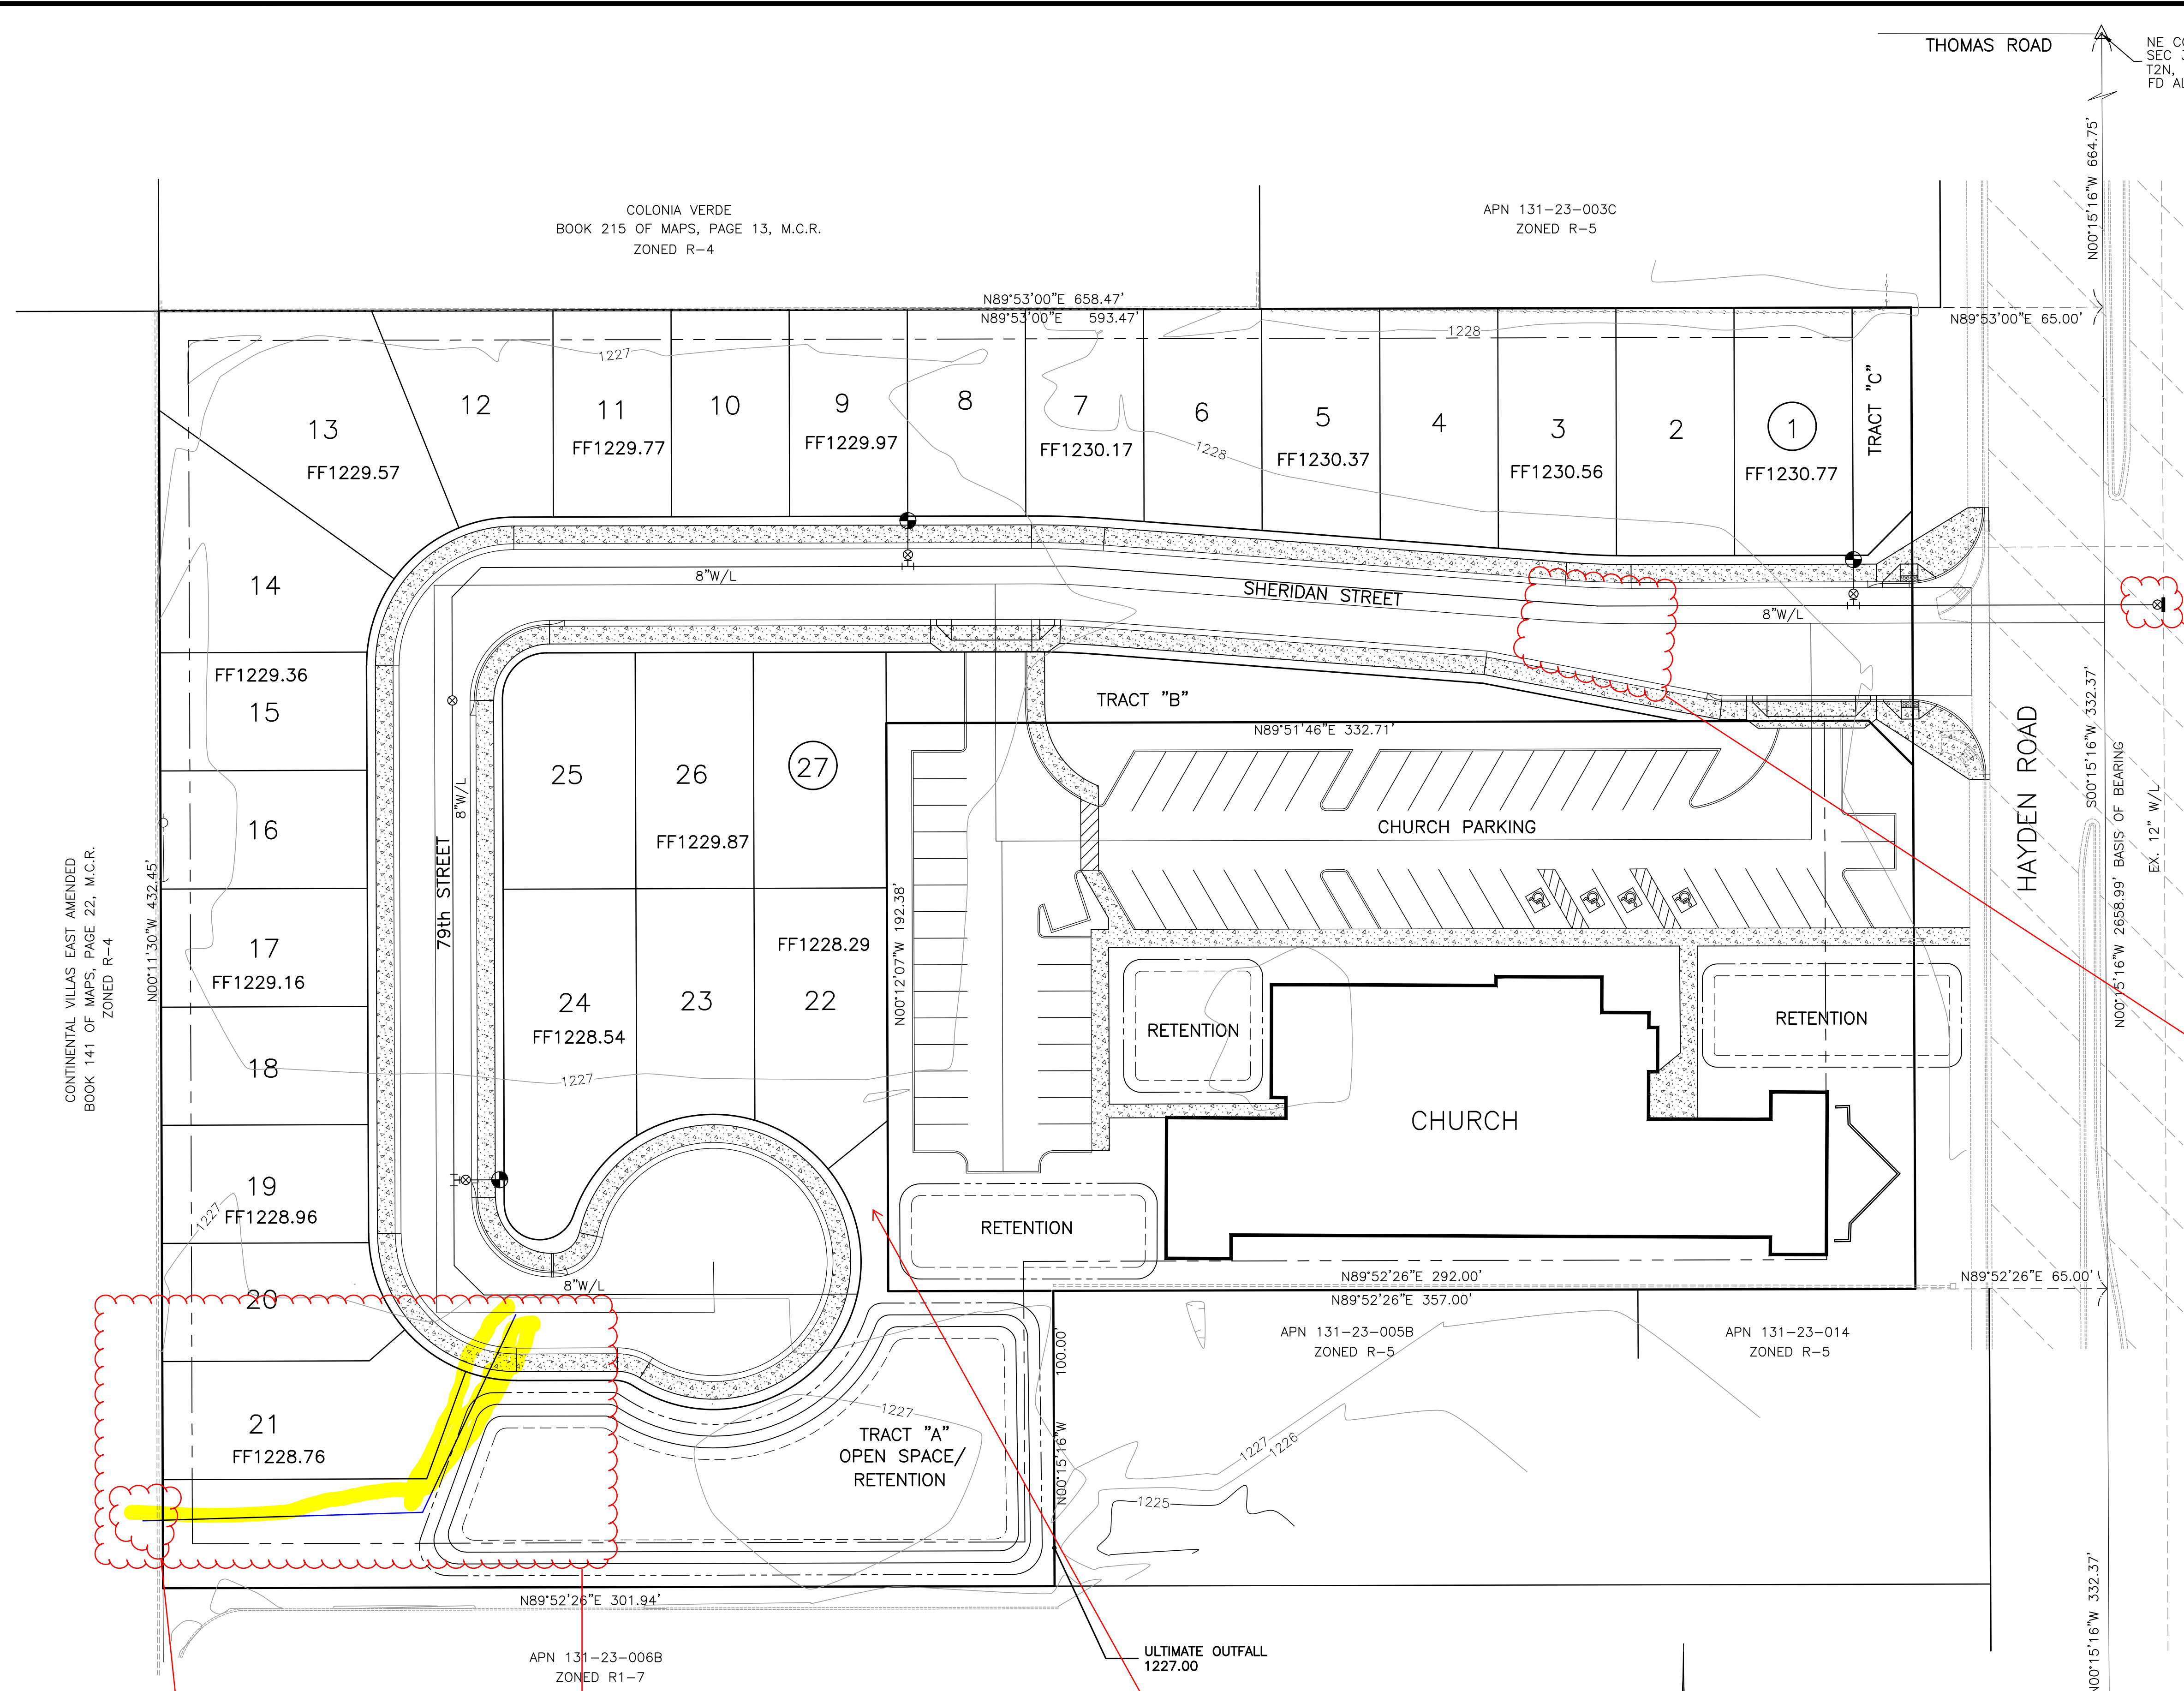 THOMAS ROAD
T2N,
N00°15'16"W 664.75'
COLONIA VERDE
BOOK 215 OF MAPS, PAGE 13, M.C.R.
ZONED R-4
APN 131-23-003C
ZONED R-5
N89°53'00"E 658.47'
N89°53'00"E 593.47'
N89°53'00"E 65.00'
1227
1228
1228
13
FF1229.57
12
11
FF1229.77
10
9
FF1229.97
8
7
FF1230.17
6
5
FF1230.37
4
3
FF1230.56
2
1
FF1230.77
TRACT "C"
14
8"W/L
SHERIDAN STREET
8"W/L
FF1229.36
15
16
17
FF1229.16
18
19
FF1228.96
1227
20
21
FF1228.76
CONTINENTAL VILLAS EAST AMENDED
BOOK 141 OF MAPS, PAGE 22, M.C.R.
ZONED R-4
N00°11'30"W 432.45'
79th STREET
8"W/L
25
26
27
FF1229.87
24
FF1228.54
23
FF1228.29
22
1227
8"W/L
TRACT "B"
N89°51'46"E 332.71'
N00°12'07"W 192.38'
CHURCH PARKING
RETENTION
RETENTION
RETENTION
CHURCH
HAYDEN ROAD
S00°15'16"W 332.37'
N00°15'16"W 2658.99' BASIS OF BEARING
EX. 12" W/L
N89°52'26"E 292.00'
N89°52'26"E 357.00'
N89°52'26"E 65.00'
APN 131-23-005B
ZONED R-5
APN 131-23-014
ZONED R-5
N00°15'16"W 100.00'
1227
TRACT "A"
OPEN SPACE/
RETENTION
1227
1226
1225
N89°52'26"E 301.94'
APN 131-23-006B
ZONED R1-7
ULTIMATE OUTFALL
1227.00
N00°15'16"W 332.37'